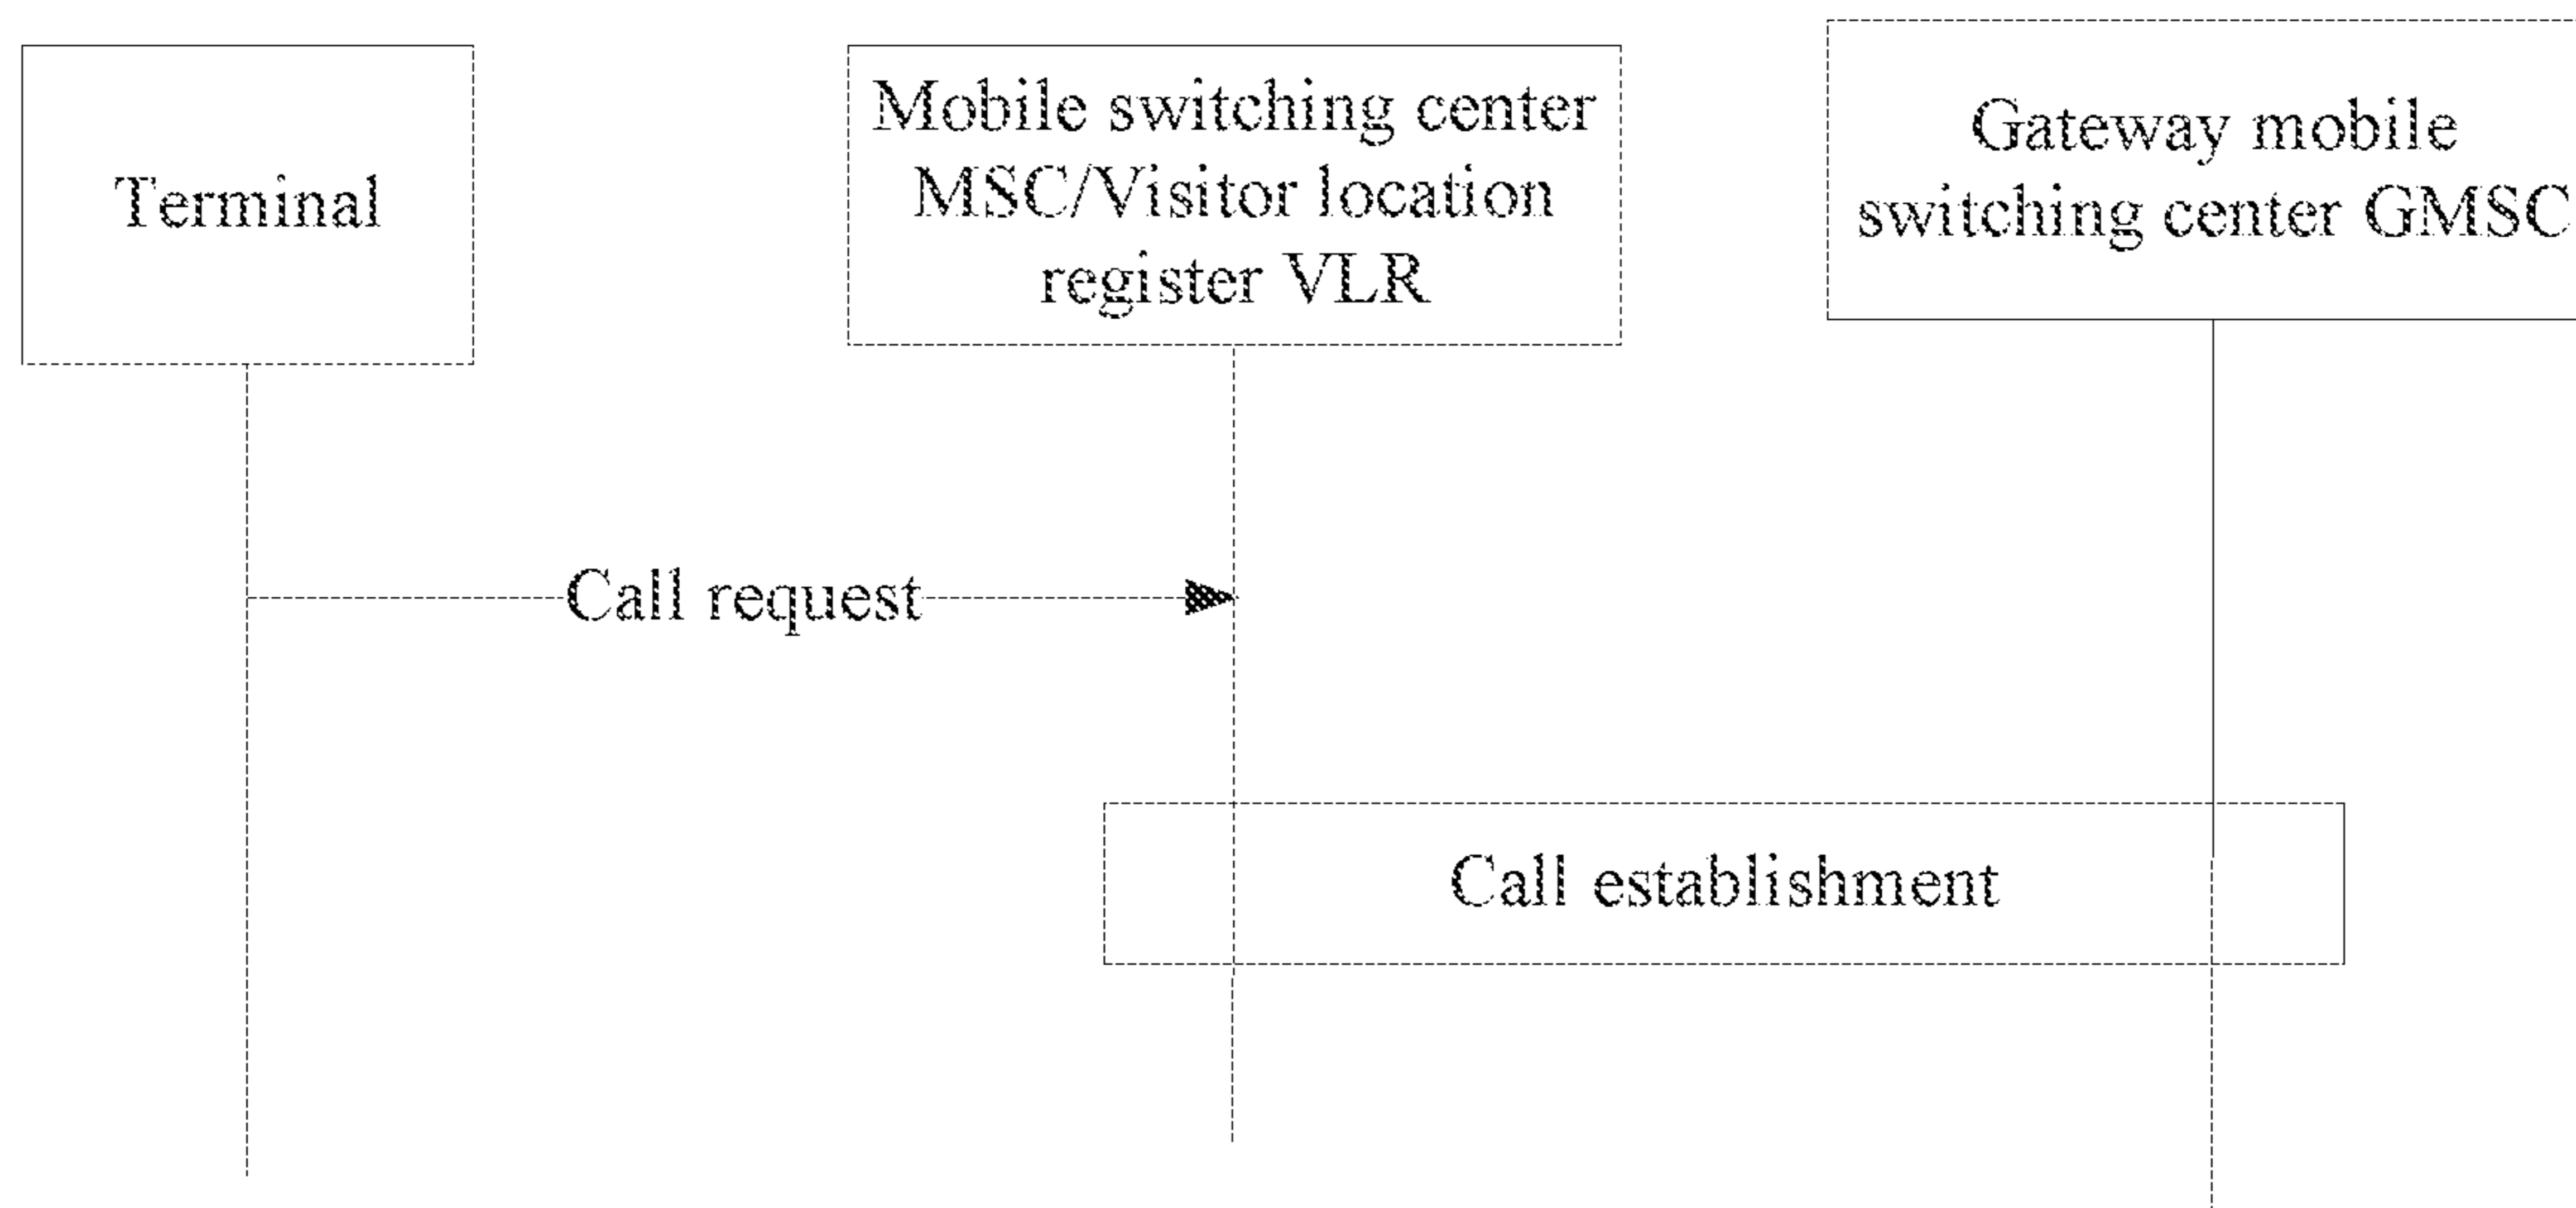 Terminal
Mobile switching center
MSC/Visitor location
register VLR
Gateway mobile
switching center GMSC
Call request
Call establishment